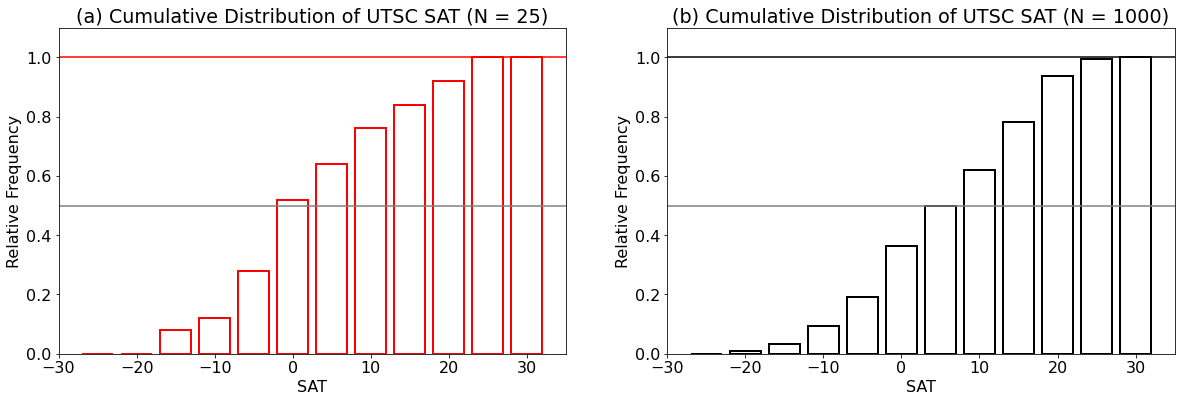 (a) Cumulative Distribution of UTSC SAT (N = 25)
1.0
0.8
0.6
0.4
0.2
0.0
Relative Frequency
−30 −20 −10 0 10 20 30
SAT
(b) Cumulative Distribution of UTSC SAT (N = 1000)
1.0
0.8
0.6
0.4
0.2
0.0
Relative Frequency
−30 −20 −10 0 10 20 30
SAT